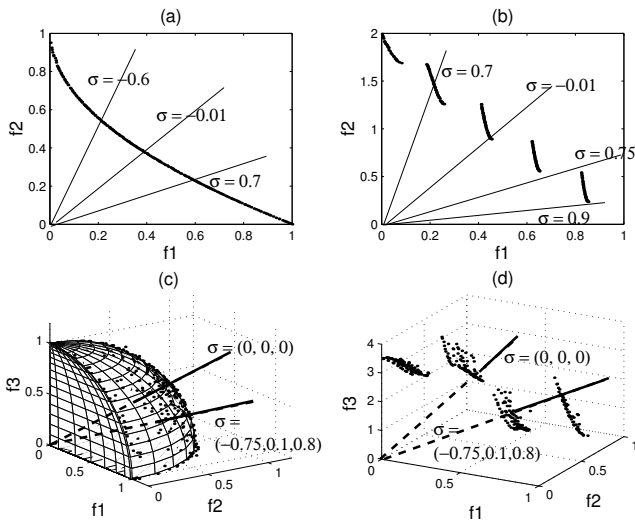 (a)
1
0.8
0.6
0.4
0.2
0
0 0.2 0.4 0.6 0.8 1
f1
f2
σ = −0.6
σ = −0.01
σ = 0.7
(b)
2
1.5
1
0.5
0
0 0.2 0.4 0.6 0.8 1
f1
f2
σ = 0.7
σ = −0.01
σ = 0.75
σ = 0.9
(c)
1
0.5
0
0
0.5
1
0
0.5
1
f3
f1
f2
σ = (0, 0, 0)
σ =
(−0.75,0.1,0.8)
(d)
4
3
2
1
0
0
0.5
1
0
0.5
1
f3
f1
f2
σ = (0, 0, 0)
σ =
(−0.75,0.1,0.8)